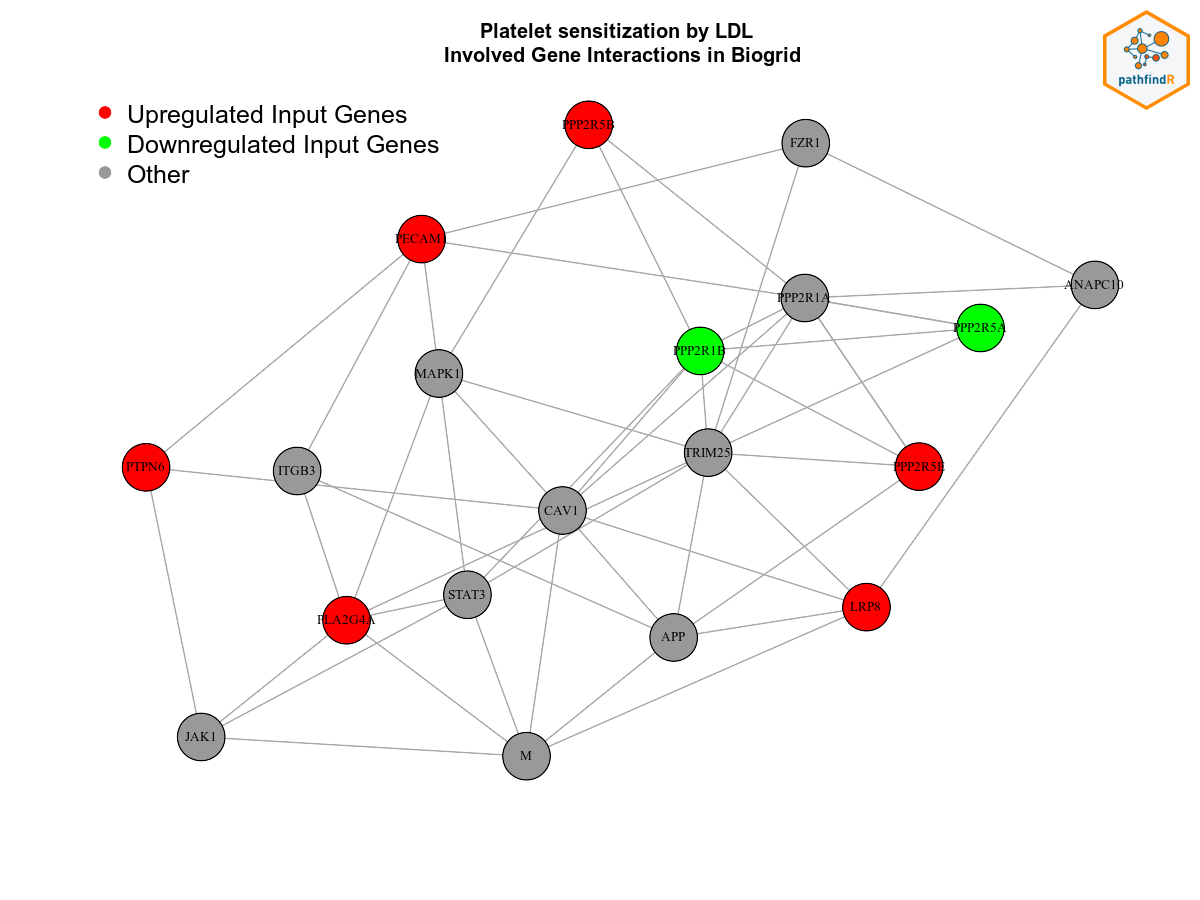 Platelet sensitization by LDL
Involved Gene Interactions in Biogrid
pathfindR
Upregulated Input Genes
Downregulated Input Genes
Other
PPP2R5B
FZR1
PECAM1
PPP2R1A
ANAPC10
PPP2R5A
PPP2R1B
MAPK1
TRIM25
PTPN6
ITGB3
PPP2R5E
CAV1
STAT3
LRP8
PLA2G4A
APP
JAK1
M